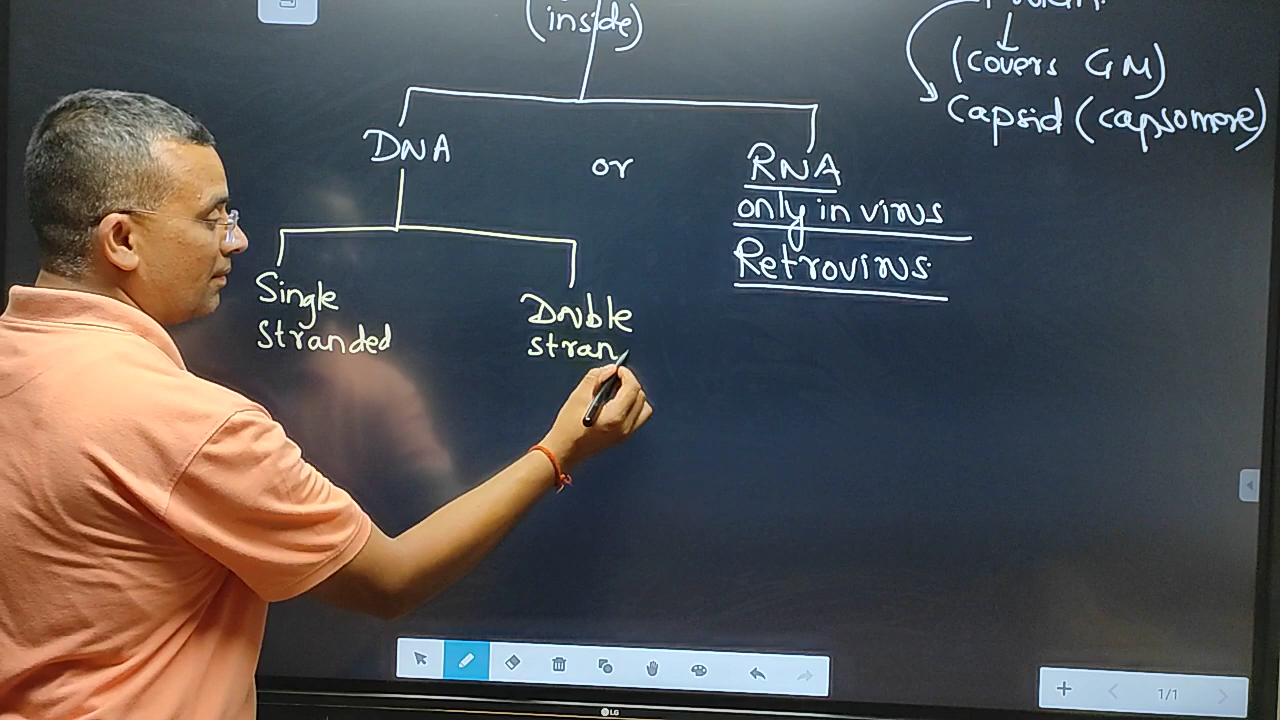 (inside)
(covers GM)
Capsid (capsomere)
DNA
or
RNA
only in virus
Retrovirus
Single
Stranded
Double
stran
1/1
LG